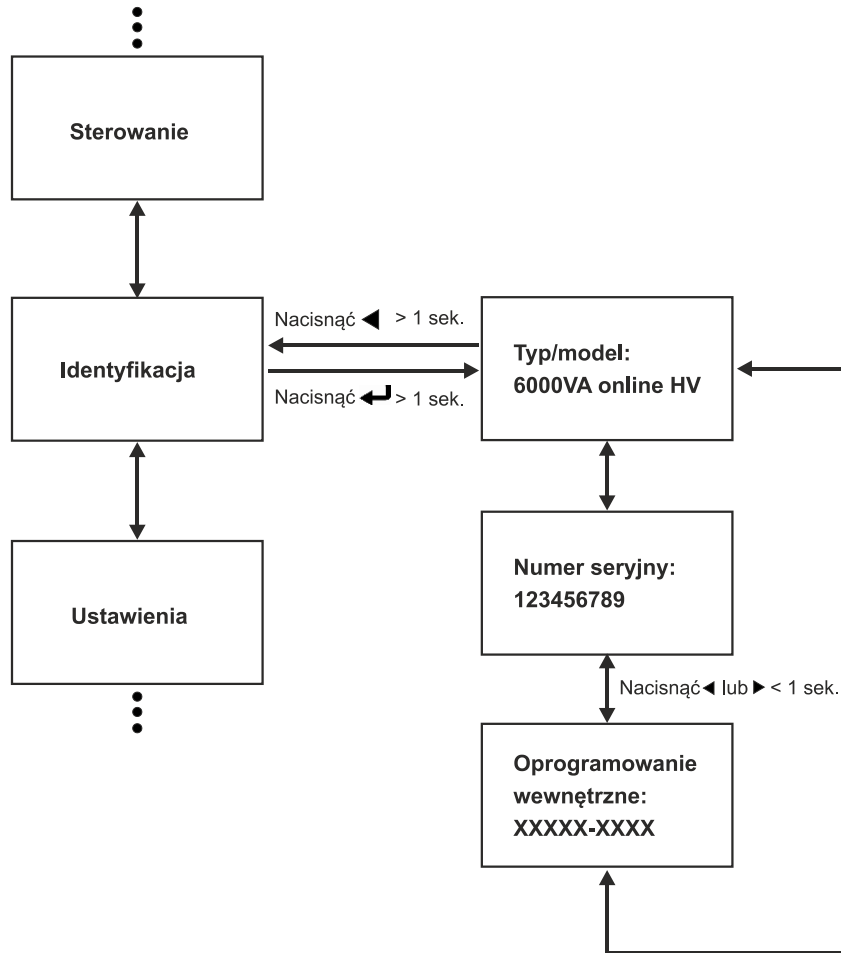 Sterowanie
Identyfikacja
Ustawienia
Nacisnąć ◀ > 1 sek.
Nacisnąć ↵ > 1 sek.
Typ/model:
6000VA online HV
Numer seryjny:
123456789
Nacisnąć ◀ lub ▶ < 1 sek.
Oprogramowanie
wewnętrzne:
XXXXX-XXXX